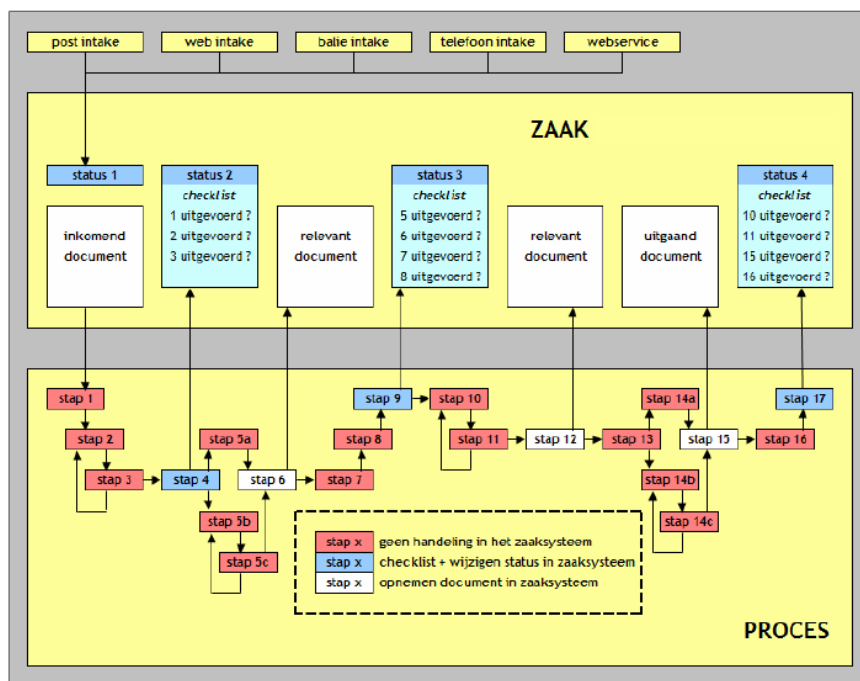 post intake
web intake
balie intake
telefoon intake
webservice
ZAAK
status 1
inkomend
document
status 2
checklist
1 uitgevoerd ?
2 uitgevoerd ?
3 uitgevoerd ?
relevant
document
status 3
checklist
5 uitgevoerd ?
6 uitgevoerd ?
7 uitgevoerd ?
8 uitgevoerd ?
relevant
document
uitgaand
document
status 4
checklist
10 uitgevoerd ?
11 uitgevoerd ?
15 uitgevoerd ?
16 uitgevoerd ?
stap 1
stap 2
stap 3
stap 4
stap 5a
stap 5b
stap 5c
stap 6
stap 7
stap 8
stap 9
stap 10
stap 11
stap 12
stap 13
stap 14a
stap 14b
stap 14c
stap 15
stap 16
stap 17
stap x geen handeling in het zaaksysteem
stap x checklist + wijzigen status in zaaksysteem
stap x opnemen document in zaaksysteem
PROCES